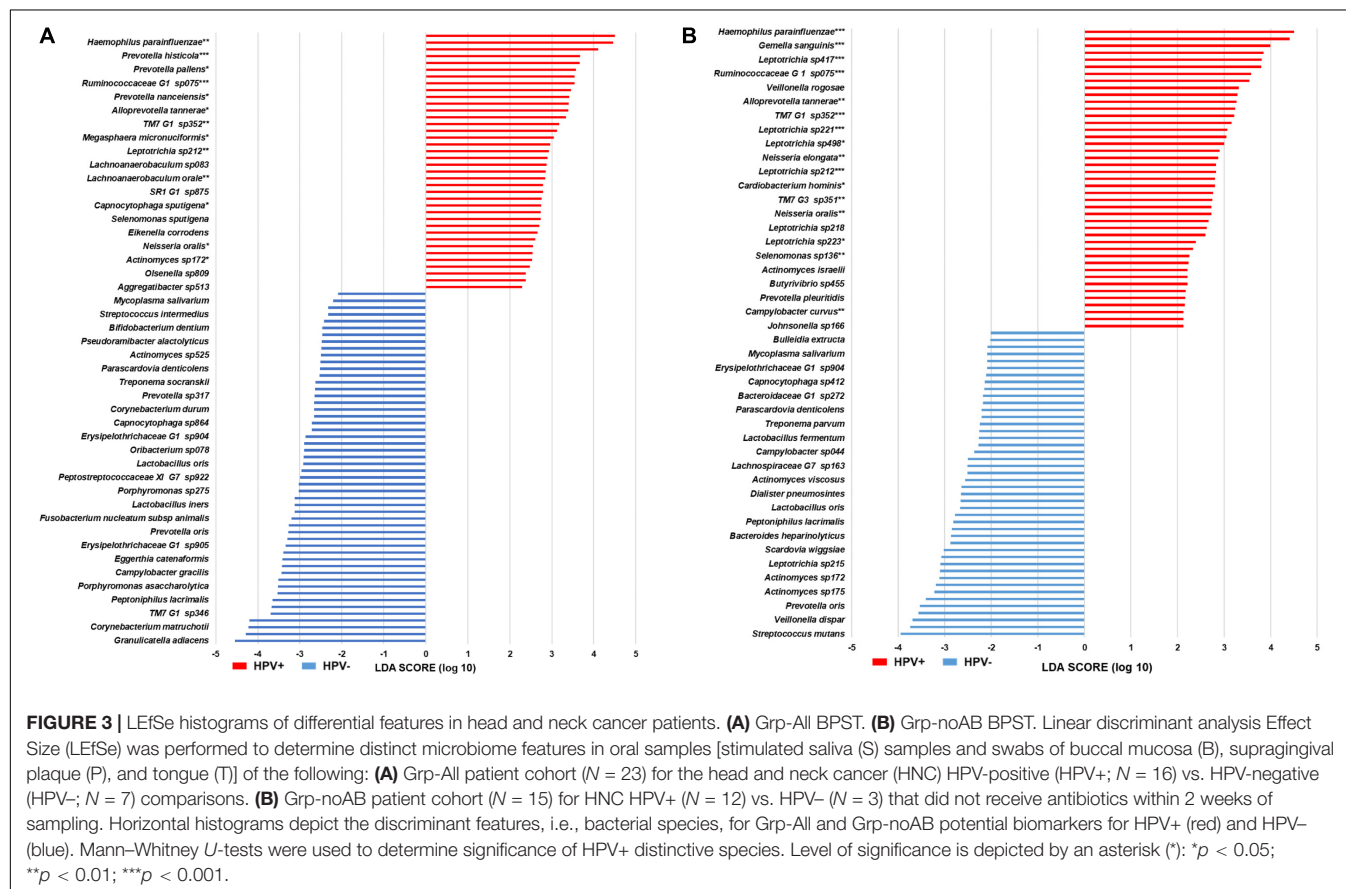 A
Haemophilus parainfluenzae**
Prevotella histicola***
Prevotella pallens*
Ruminococcaceae G1 sp075***
Prevotella nanceiensis*
Alloprevotella tannerae*
TM7 G1 sp352**
Megasphaera micronuciformis*
Leptotrichia sp212**
Lachnoanaerobaculum sp083
Lachnoanaerobaculum orale**
SR1 G1 sp875
Capnocytophaga sputigena*
Selenomonas sputigena
Eikenella corrodens
Neisseria oralis*
Actinomyces sp172*
Olsenella sp809
Aggregatibacter sp513
Mycoplasma salivarium
Streptococcus intermedius
Bifidobacterium dentium
Pseudoramibacter alactolyticus
Actinomyces sp525
Parascardovia denticolens
Treponema socranskii
Prevotella sp317
Corynebacterium durum
Capnocytophaga sp864
Erysipelothrichaceae G1 sp904
Oribacterium sp078
Lactobacillus oris
Peptostreptococcaceae XI G7 sp922
Porphyromonas sp275
Lactobacillus iners
Fusobacterium nucleatum subsp animalis
Prevotella oris
Erysipelothrichaceae G1 sp905
Eggerthia catenaformis
Campylobacter gracilis
Porphyromonas asaccharolytica
Peptoniphilus lacrimalis
TM7 G1 sp346
Corynebacterium matruchotii
Granulicatella adiacens
-5 -4 -3 -2 -1 -0 1 2 3 4 5
HPV+ HPV- LDA SCORE (log 10)
B
Haemophilus parainfluenzae***
Gemella sanguinis***
Leptotrichia sp417***
Ruminococcaceae G 1 sp075***
Veillonella rogosae
Alloprevotella tannerae**
TM7 G1 sp352***
Leptotrichia sp221***
Leptotrichia sp498*
Neisseria elongata**
Leptotrichia sp212***
Cardiobacterium hominis*
TM7 G3 sp351**
Neisseria oralis**
Leptotrichia sp218
Leptotrichia sp223*
Selenomonas sp136**
Actinomyces israelii
Butyrivibrio sp455
Prevotella pleuritidis
Campylobacter curvus**
Johnsonella sp166
Bulleidia extructa
Mycoplasma salivarium
Erysipelothrichaceae G1 sp904
Capnocytophaga sp412
Bacteroidaceae G1 sp272
Parascardovia denticolens
Treponema parvum
Lactobacillus fermentum
Campylobacter sp044
Lachnospiraceae G7 sp163
Actinomyces viscosus
Dialister pneumosintes
Lactobacillus oris
Peptoniphilus lacrimalis
Bacteroides heparinolyticus
Scardovia wiggsiae
Leptotrichia sp215
Actinomyces sp172
Actinomyces sp175
Prevotella oris
Veillonella dispar
Streptococcus mutans
-5 -4 -3 -2 -1 0 1 2 3 4 5
HPV+ HPV- LDA SCORE (log 10)
FIGURE 3 | LEfSe histograms of differential features in head and neck cancer patients. (A) Grp-All BPST. (B) Grp-noAB BPST. Linear discriminant analysis Effect
Size (LEfSe) was performed to determine distinct microbiome features in oral samples [stimulated saliva (S) samples and swabs of buccal mucosa (B), supragingival
plaque (P), and tongue (T)] of the following: (A) Grp-All patient cohort (N = 23) for the head and neck cancer (HNC) HPV-positive (HPV+; N = 16) vs. HPV-negative
(HPV–; N = 7) comparisons. (B) Grp-noAB patient cohort (N = 15) for HNC HPV+ (N = 12) vs. HPV– (N = 3) that did not receive antibiotics within 2 weeks of
sampling. Horizontal histograms depict the discriminant features, i.e., bacterial species, for Grp-All and Grp-noAB potential biomarkers for HPV+ (red) and HPV–
(blue). Mann–Whitney U-tests were used to determine significance of HPV+ distinctive species. Level of significance is depicted by an asterisk (*): *p < 0.05;
**p < 0.01; ***p < 0.001.